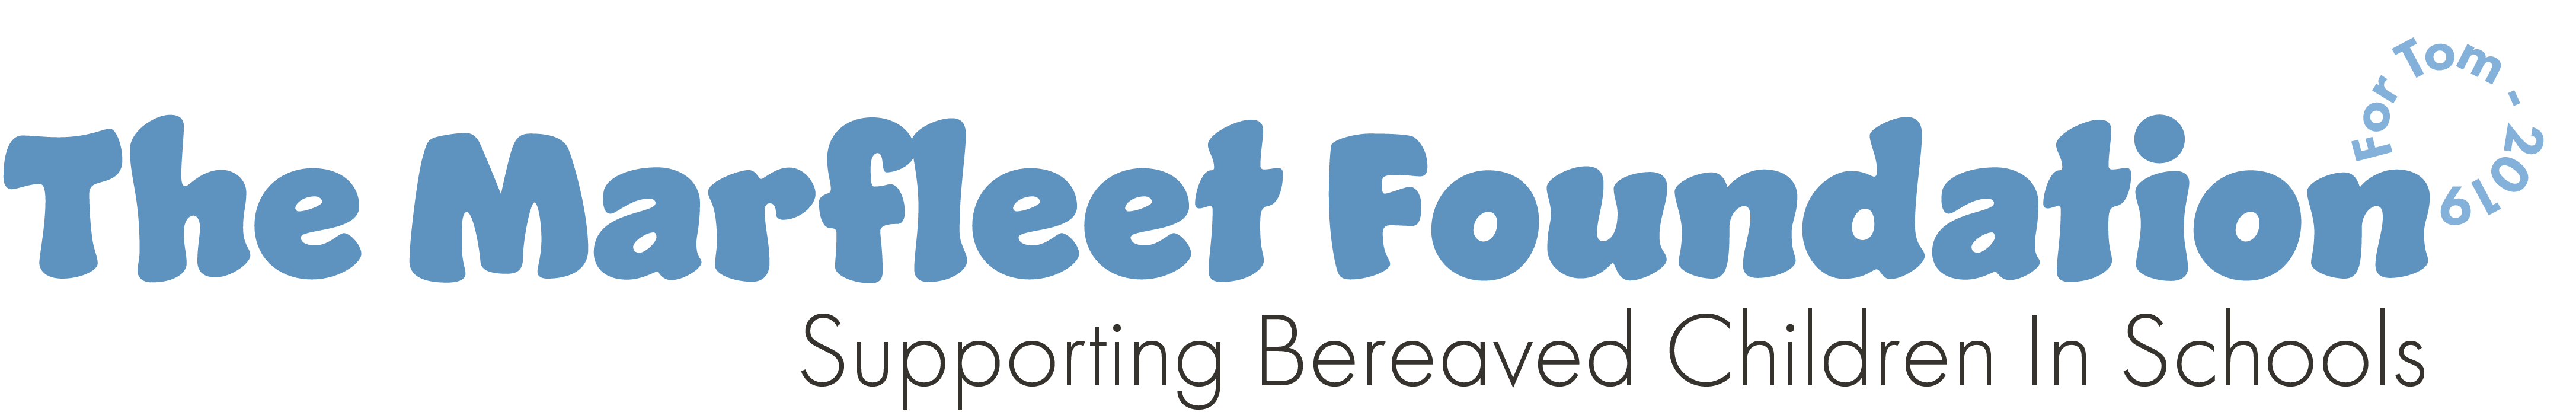 The Marfleet Foundation
For Tom - 2019
Supporting Bereaved Children In Schools